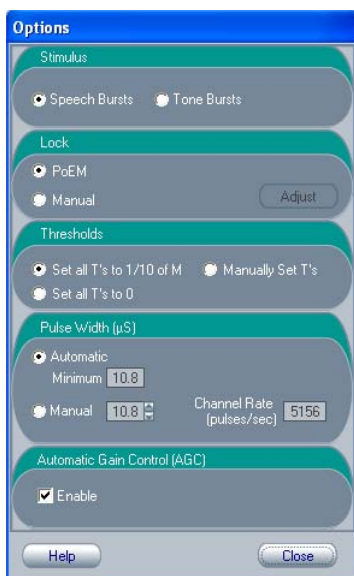 Options
Stimulus
Speech Bursts Tone Bursts
Lock
PoEM
Manual Adjust
Thresholds
Set all T's to 1/10 of M Manually Set T's
Set all T's to 0
Pulse Width (µS)
Automatic
Minimum 10.8
Manual 10.8 Channel Rate (pulses/sec) 5156
Automatic Gain Control (AGC)
Enable
Help Close